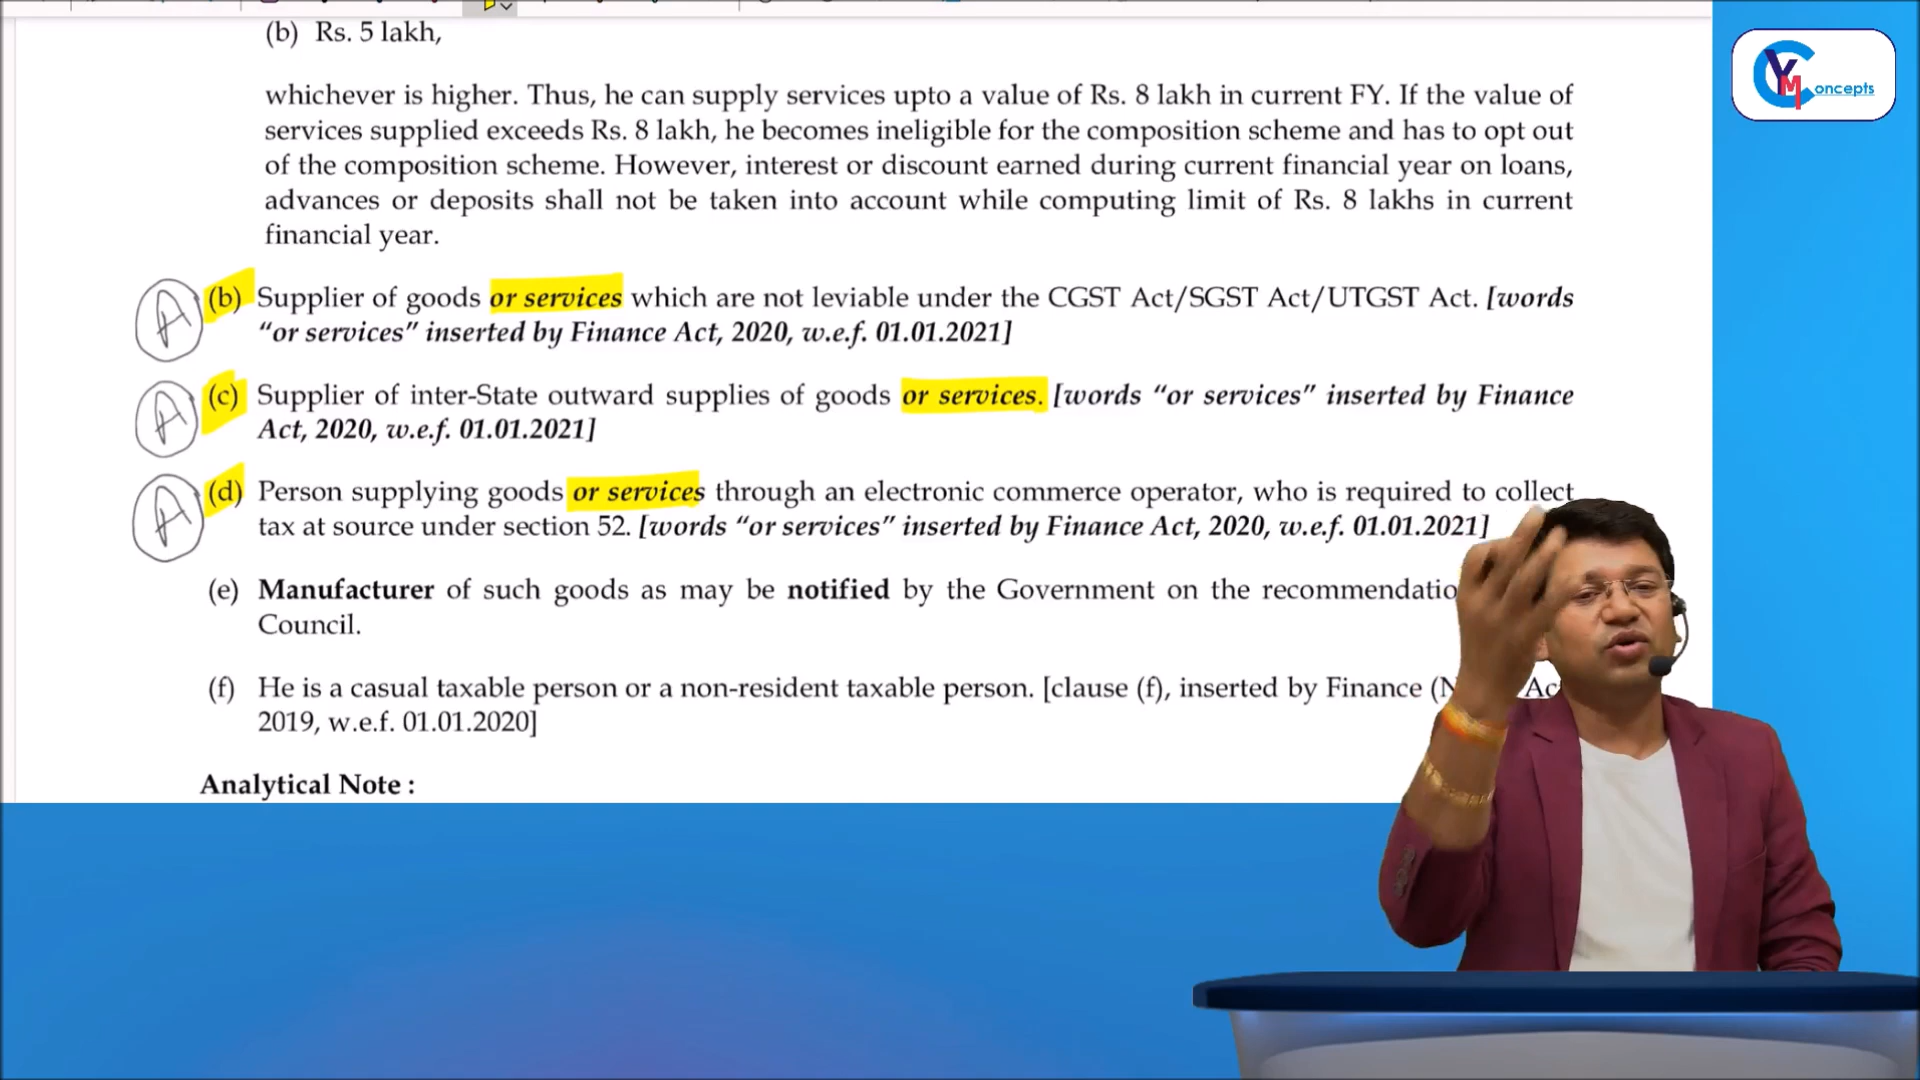 (b) Rs. 5 lakh,
whichever is higher. Thus, he can supply services upto a value of Rs. 8 lakh in current FY. If the value of
services supplied exceeds Rs. 8 lakh, he becomes ineligible for the composition scheme and has to opt out
of the composition scheme. However, interest or discount earned during current financial year on loans,
advances or deposits shall not be taken into account while computing limit of Rs. 8 lakhs in current
financial year.
A (b) Supplier of goods or services which are not leviable under the CGST Act/SGST Act/UTGST Act. [words
“or services” inserted by Finance Act, 2020, w.e.f. 01.01.2021]
A (c) Supplier of inter-State outward supplies of goods or services. [words “or services” inserted by Finance
Act, 2020, w.e.f. 01.01.2021]
A (d) Person supplying goods or services through an electronic commerce operator, who is required to collect
tax at source under section 52. [words “or services” inserted by Finance Act, 2020, w.e.f. 01.01.2021]
(e) Manufacturer of such goods as may be notified by the Government on the
Council.
(f) He is a casual taxable person or a non-resident taxable person. [clause (f), inserted by Finance
2019, w.e.f. 01.01.2020]
Analytical Note :
YM Concepts